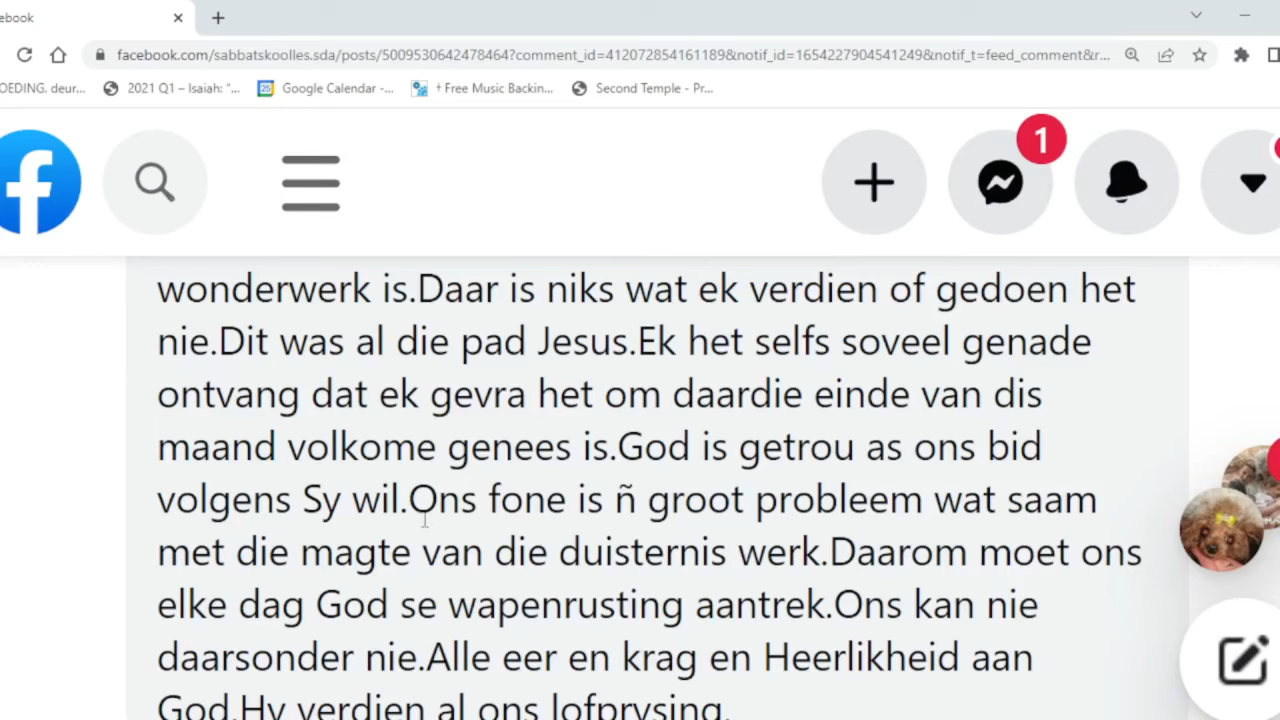 ebook
facebook.com/sabbatskoolles.sda/posts/5009530642478464?comment_id=412072854161189&notif_id=1654227904541249&notif_t=feed_comment&r...
OEDING. deur...
2021 Q1 – Isaiah: "...
Google Calendar -...
† Free Music Backin...
Second Temple - Pr...
1
wonderwerk is.Daar is niks wat ek verdien of gedoen het
nie.Dit was al die pad Jesus.Ek het selfs soveel genade
ontvang dat ek gevra het om daardie einde van dis
maand volkome genees is.God is getrou as ons bid
volgens Sy wil.Ons fone is ñ groot probleem wat saam
met die magte van die duisternis werk.Daarom moet ons
elke dag God se wapenrusting aantrek.Ons kan nie
daarsonder nie.Alle eer en krag en Heerlikheid aan
God.Hy verdien al ons lofprysing.